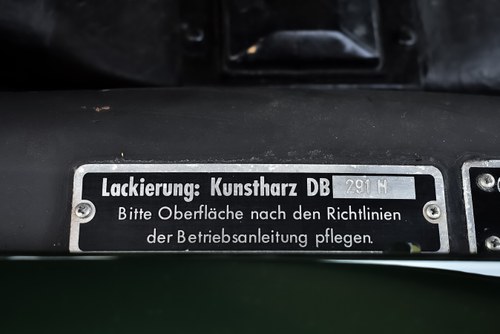 Lackierung: Kunstharz DB 291 H
Bitte Oberfläche nach den Richtlinien
der Betriebsanleitung pflegen.